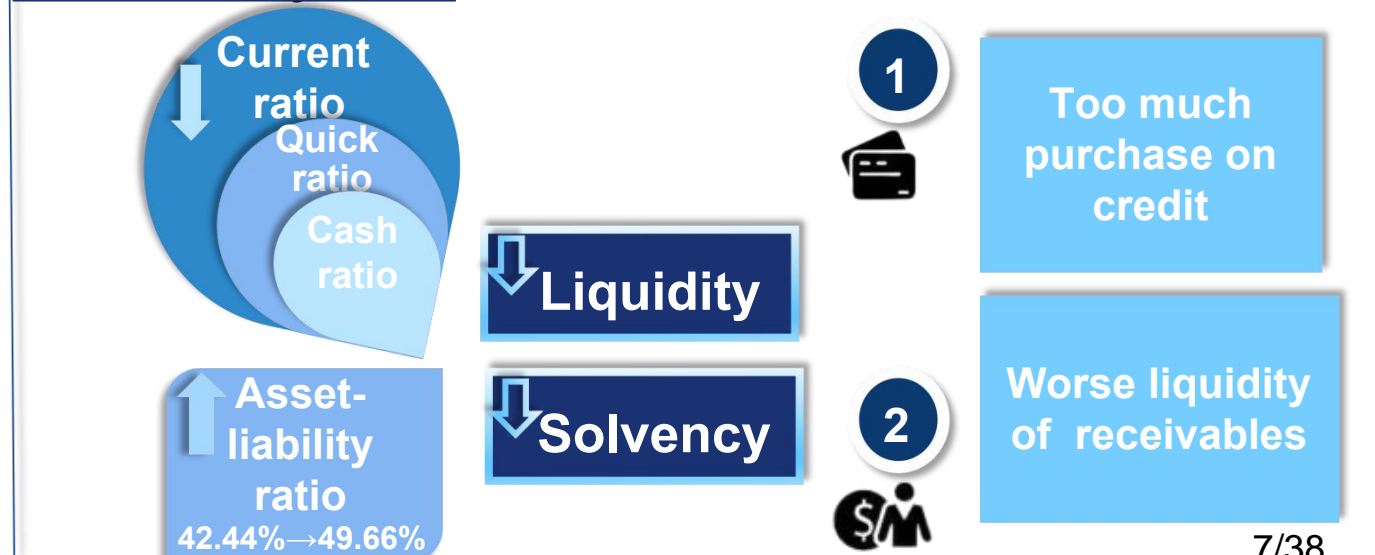 Current
ratio
Quick
ratio
Cash
ratio
Liquidity
Asset-
liability
ratio
42.44%→49.66%
Solvency
1
Too much
purchase on
credit
2
Worse liquidity
of receivables
7/38